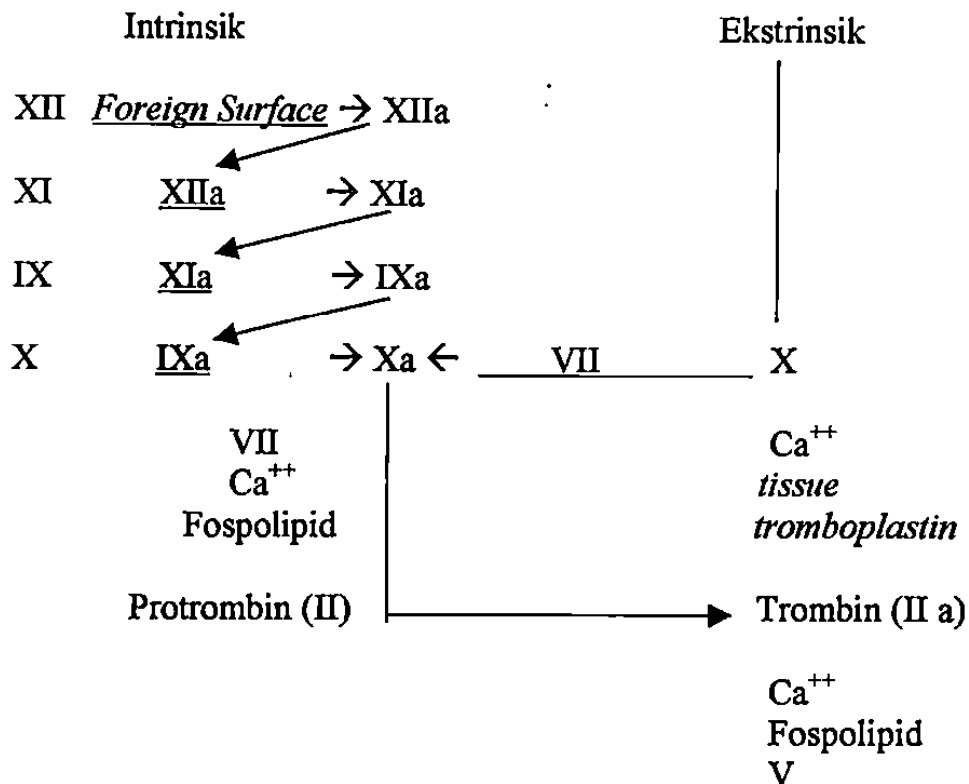 Intrinsik Ekstrinsik
XII Foreign Surface → XIIa
XI XIIa → XIa
IX XIa → IXa
X IXa → Xa ← VII X
VII Ca⁺⁺
Ca⁺⁺ tissue
Fospolipid tromboplastin
Protrombin (II) Trombin (II a)
Ca⁺⁺
Fospolipid
V